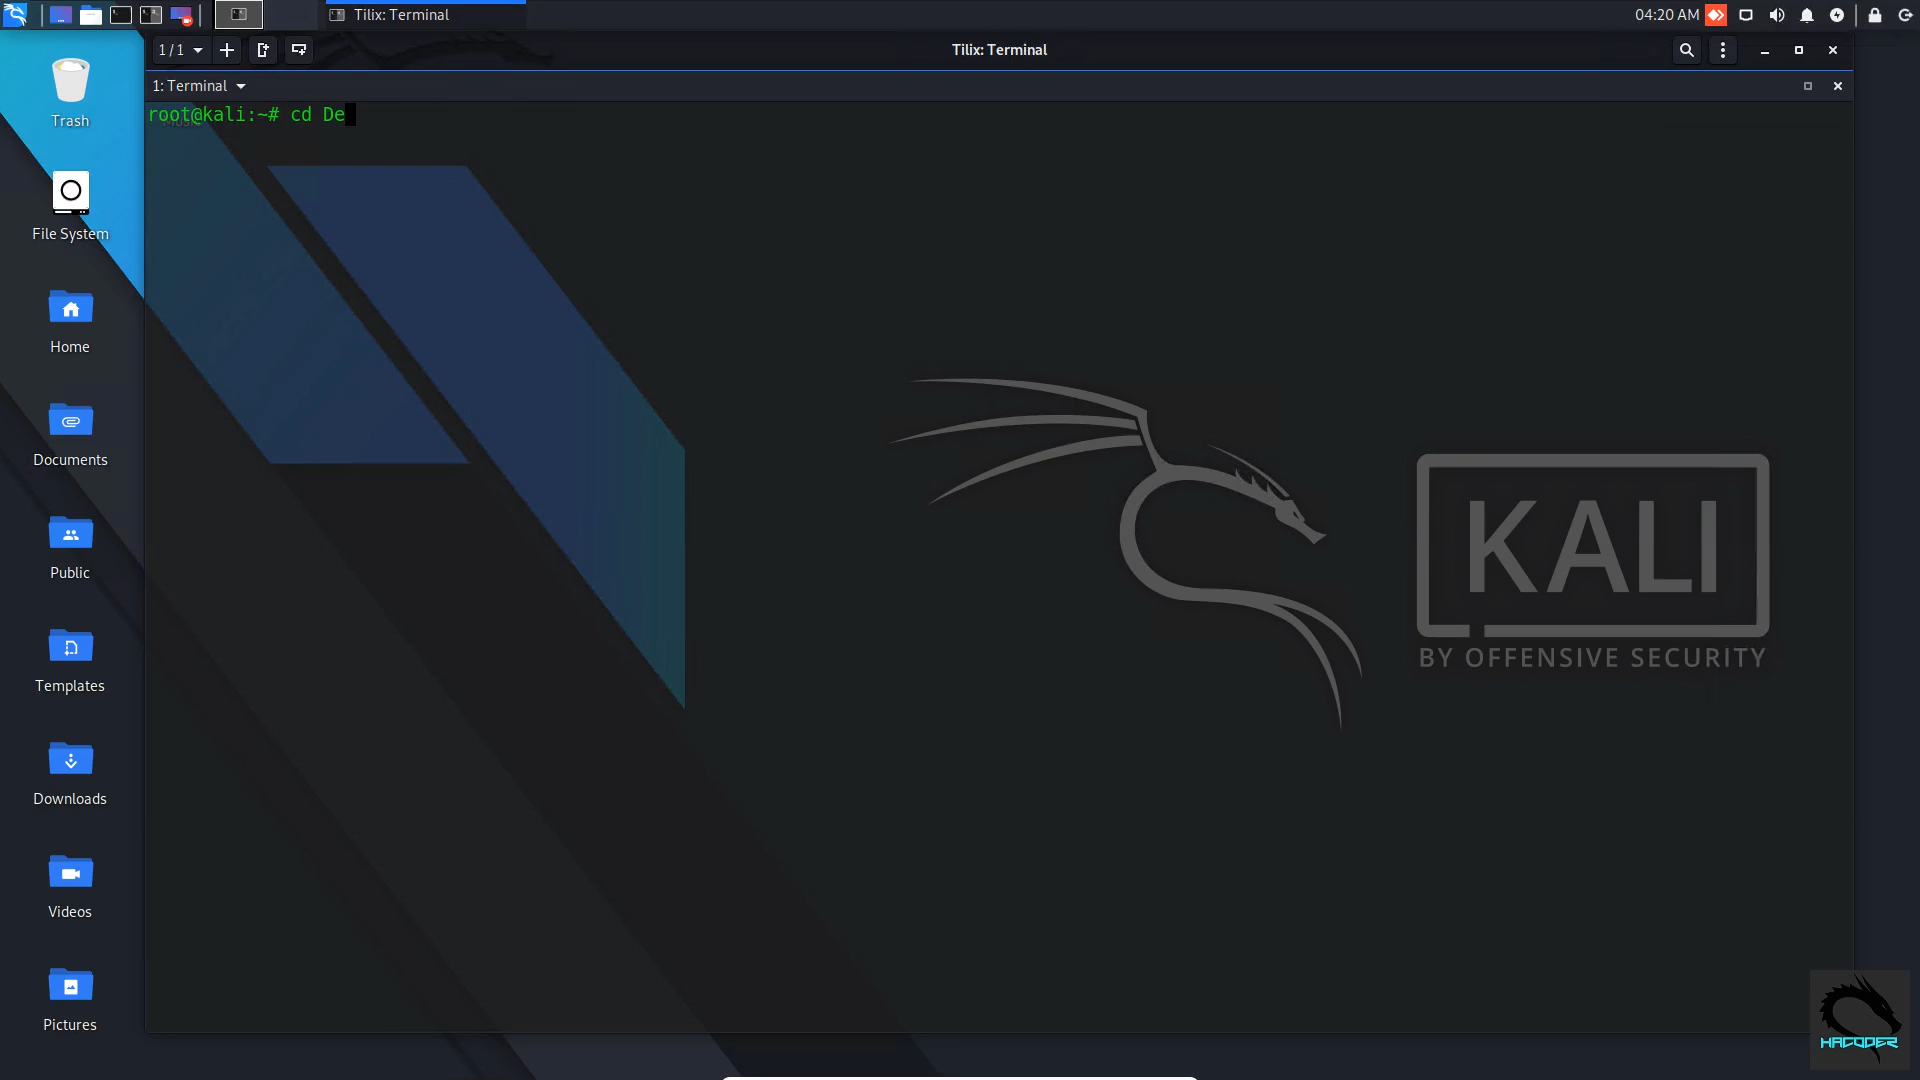 Tilix: Terminal
04:20 AM
1 / 1
Tilix: Terminal
1: Terminal
root@kali:~# cd De
Trash
File System
Home
Documents
Public
Templates
Downloads
Videos
Pictures
KALI
BY OFFENSIVE SECURITY
HACODER